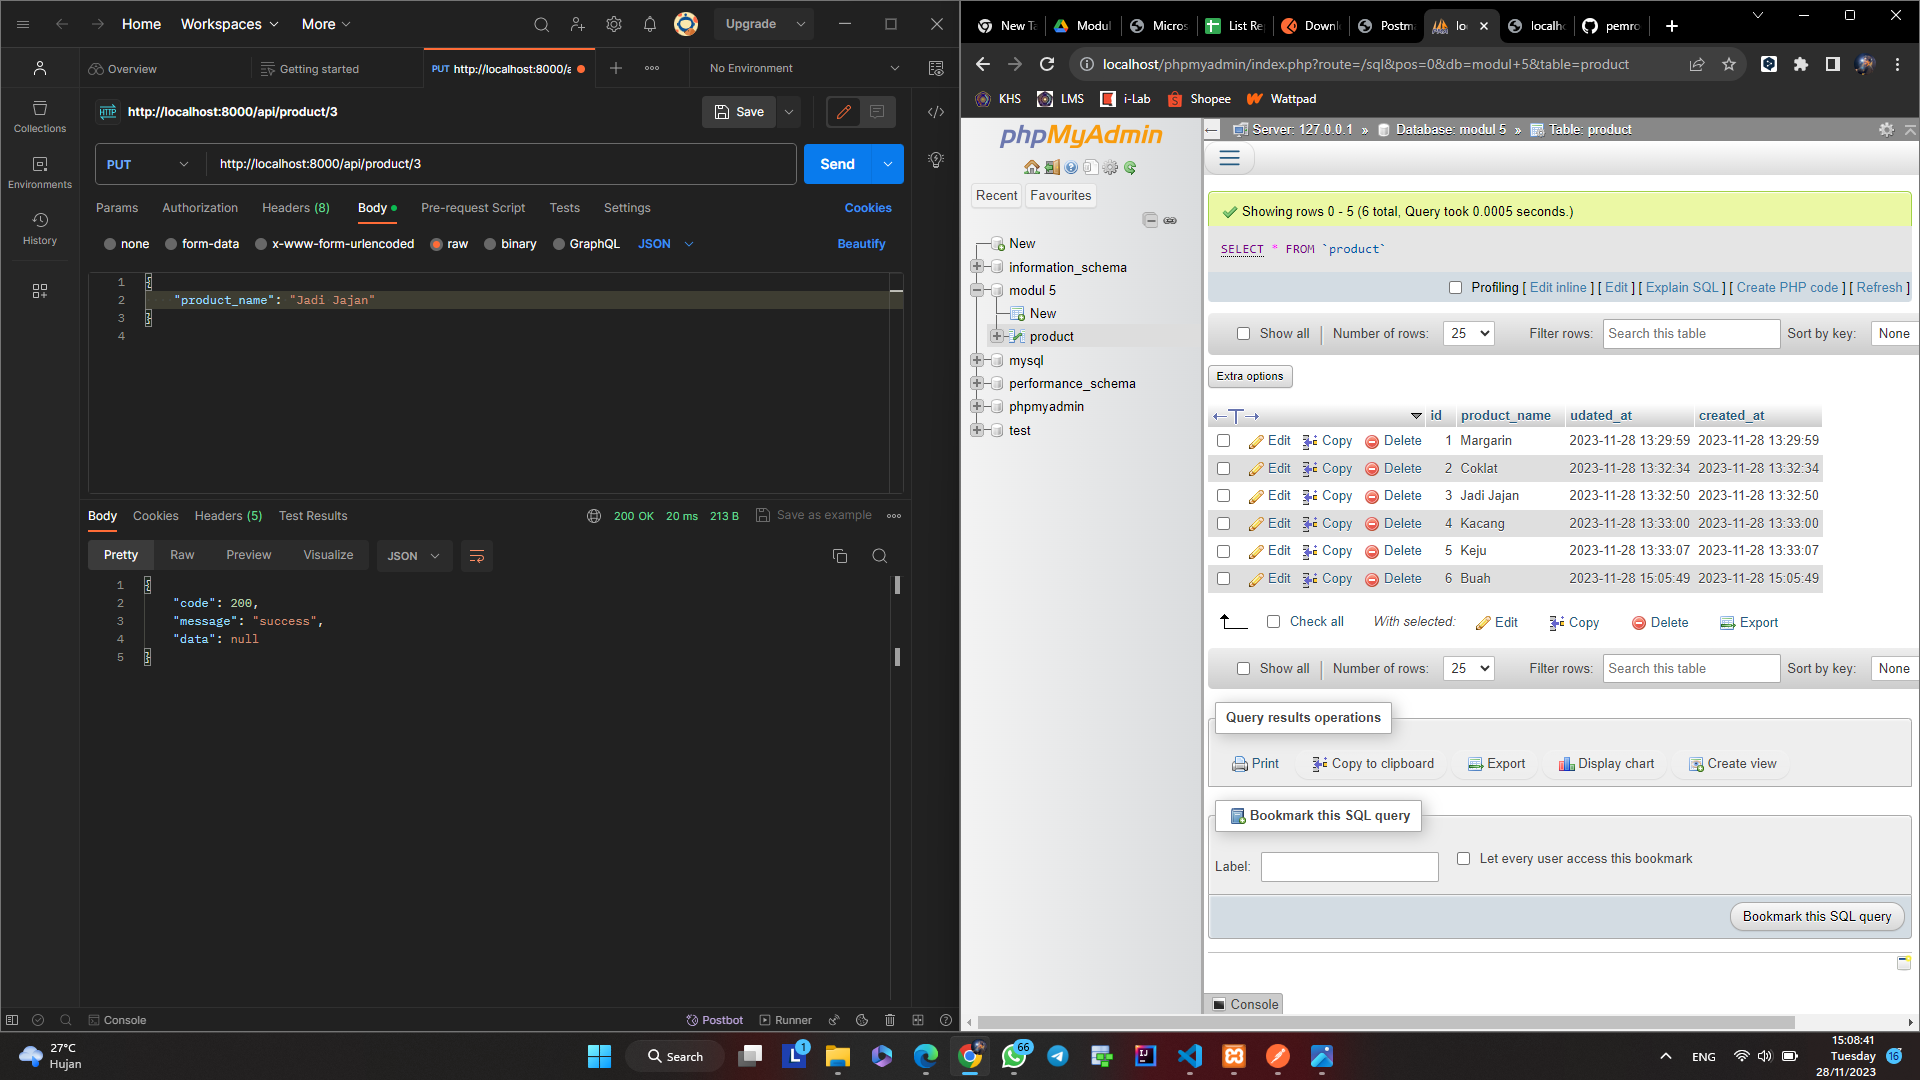 Home Workspaces More Upgrade
Overview Getting started PUT http://localhost:8000/a No Environment
HTTP http://localhost:8000/api/product/3 Save
Collections
Environments
History
PUT http://localhost:8000/api/product/3 Send
Params Authorization Headers (8) Body Pre-request Script Tests Settings Cookies
none form-data x-www-form-urlencoded raw binary GraphQL JSON Beautify
1 {
2 "product_name": "Jadi Jajan"
3 }
4
Body Cookies Headers (5) Test Results 200 OK 20 ms 213 B Save as example
Pretty Raw Preview Visualize JSON
1 {
2 "code": 200,
3 "message": "success",
4 "data": null
5 }
Console Postbot Runner
New Ta Modul Micros List Re Downl Postma lo localho pemro
localhost/phpmyadmin/index.php?route=/sql&pos=0&db=modul+5&table=product
KHS LMS i-Lab Shopee Wattpad
phpMyAdmin
Recent Favourites
New
information_schema
modul 5
New
product
mysql
performance_schema
phpmyadmin
test
Server: 127.0.0.1 » Database: modul 5 » Table: product
Showing rows 0 - 5 (6 total, Query took 0.0005 seconds.)
SELECT * FROM `product`
Profiling [ Edit inline ] [ Edit ] [ Explain SQL ] [ Create PHP code ] [ Refresh ]
Show all Number of rows: 25 Filter rows: Search this table Sort by key: None
Extra options
←T→ id product_name udated_at created_at
Edit Copy Delete 1 Margarin 2023-11-28 13:29:59 2023-11-28 13:29:59
Edit Copy Delete 2 Coklat 2023-11-28 13:32:34 2023-11-28 13:32:34
Edit Copy Delete 3 Jadi Jajan 2023-11-28 13:32:50 2023-11-28 13:32:50
Edit Copy Delete 4 Kacang 2023-11-28 13:33:00 2023-11-28 13:33:00
Edit Copy Delete 5 Keju 2023-11-28 13:33:07 2023-11-28 13:33:07
Edit Copy Delete 6 Buah 2023-11-28 15:05:49 2023-11-28 15:05:49
Check all With selected: Edit Copy Delete Export
Show all Number of rows: 25 Filter rows: Search this table Sort by key: None
Query results operations
Print Copy to clipboard Export Display chart Create view
Bookmark this SQL query
Label: Let every user access this bookmark
Bookmark this SQL query
Console
27°C
Hujan
Search
1
66
ENG
15:08:41
Tuesday
28/11/2023
16